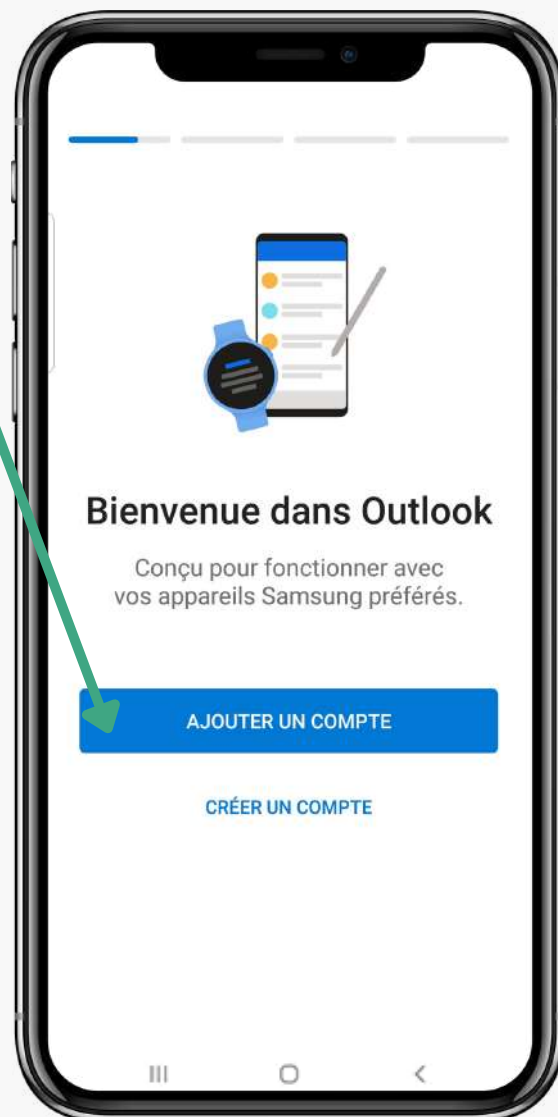 Bienvenue dans Outlook
Conçu pour fonctionner avec
vos appareils Samsung préférés.
AJOUTER UN COMPTE
CRÉER UN COMPTE